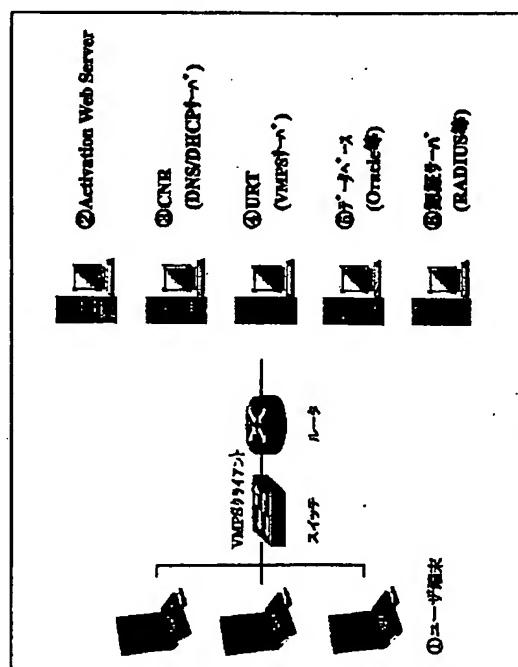 ②Activation Web Server
③CNR
(DNS/DHCPサーバ)
④URT
(VMPSサーバ)
⑤データベース
(Oracle等)
⑥認証サーバ
(RADIUS等)
VMPSクライアント
スイッチ
ルータ
①ユーザ端末